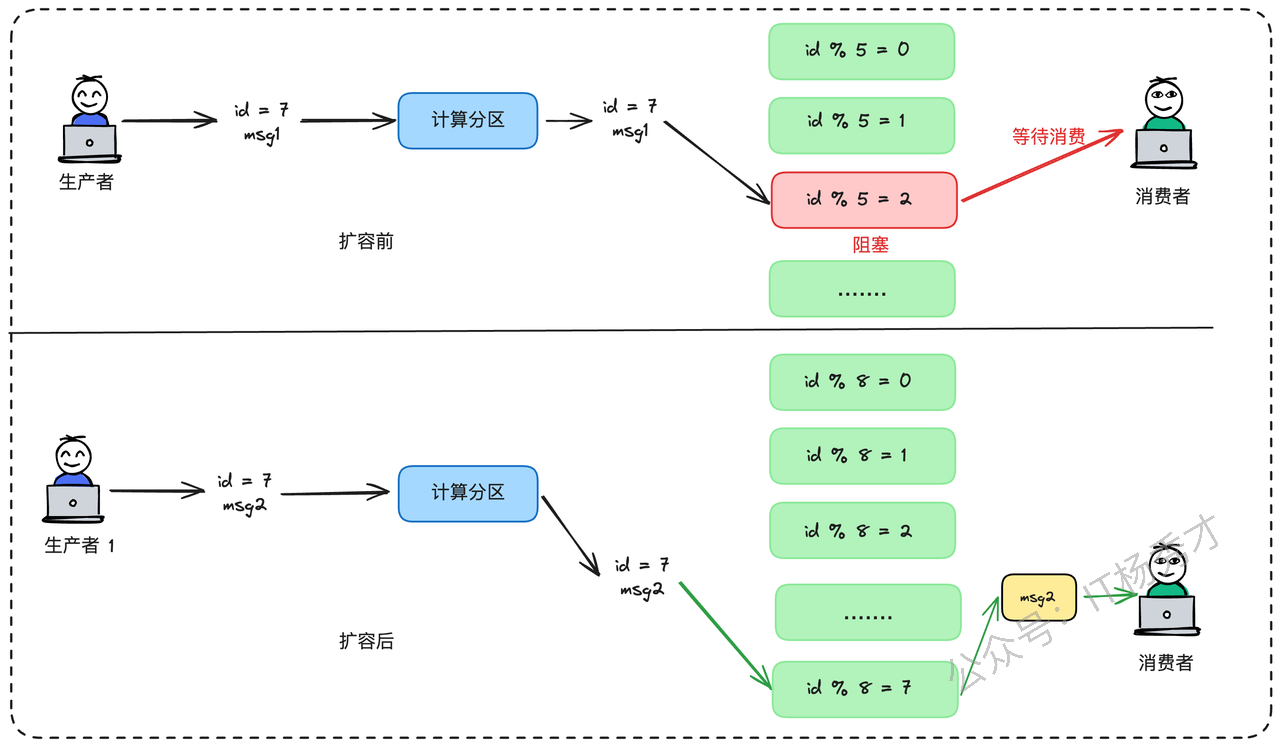 id % 5 = 0
id = 7
msg1
计算分区
id = 7
msg1
id % 5 = 1
等待消费
生产者
id % 5 = 2
消费者
扩容前
阻塞
.......
id % 8 = 0
id % 8 = 1
id = 7
msg2
计算分区
生产者 1
id % 8 = 2
id = 7
msg2
.......
msg2
扩容后
id % 8 = 7
消费者
公众号：IT杨秀才